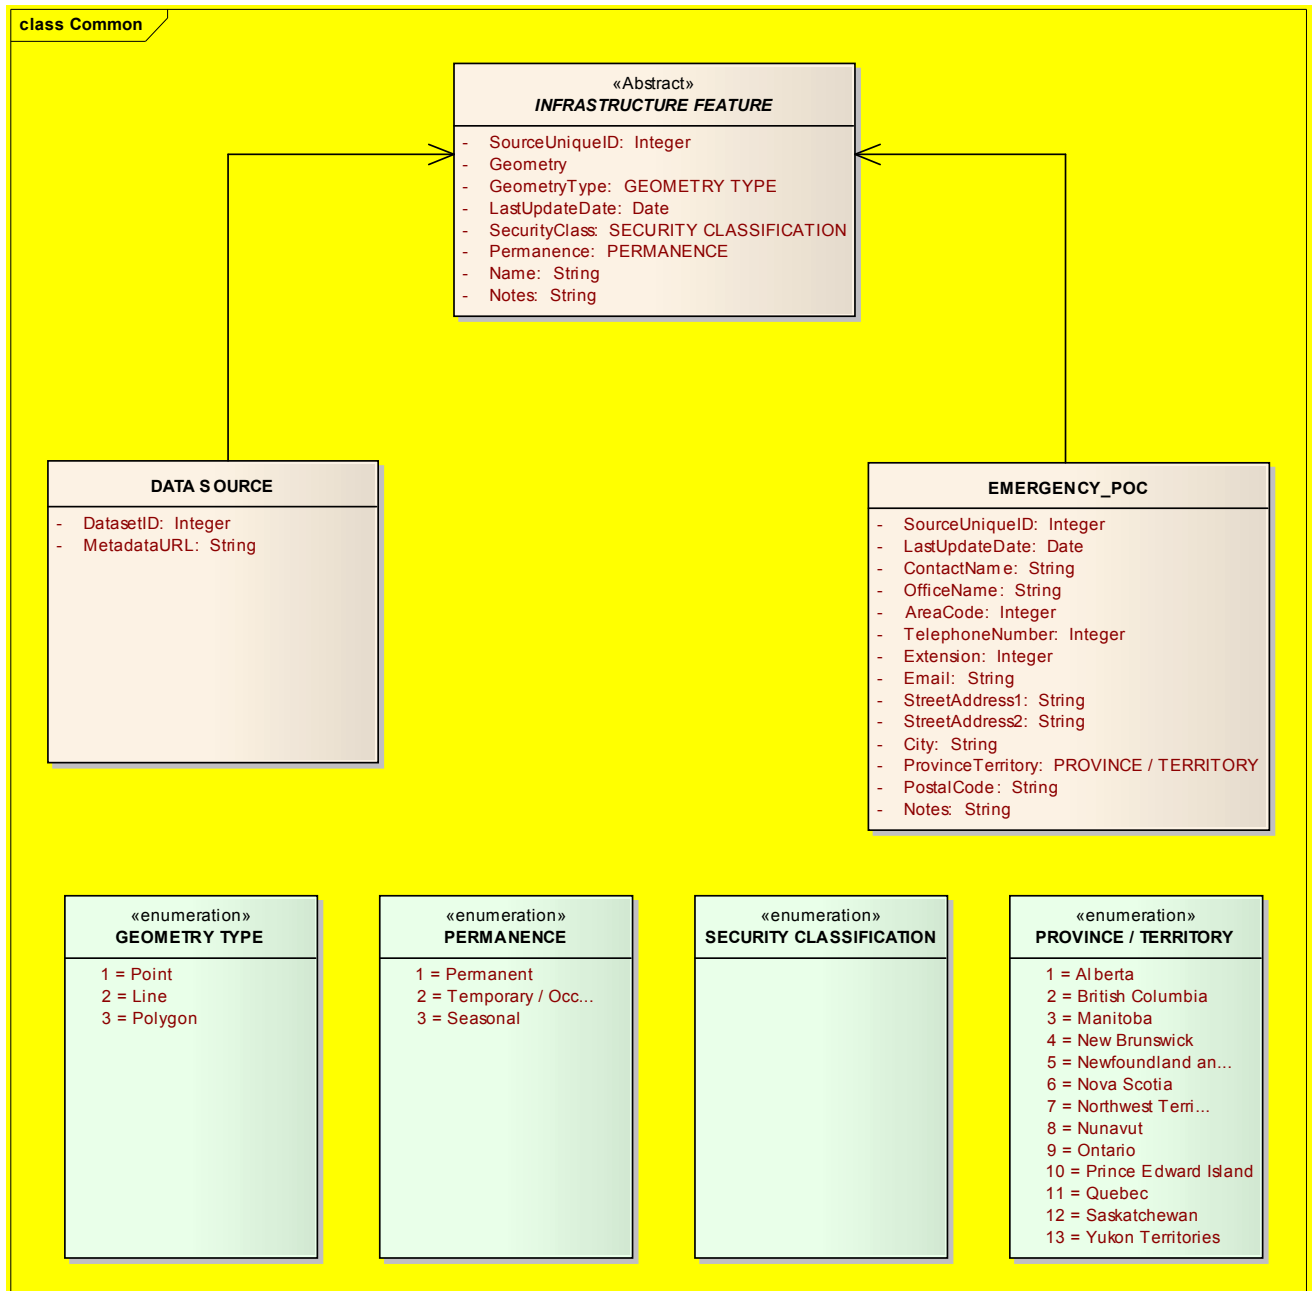 class Common
«Abstract»
INFRASTRUCTURE FEATURE
- SourceUniqueID: Integer
- Geometry
- GeometryType: GEOMETRY TYPE
- LastUpdateDate: Date
- SecurityClass: SECURITY CLASSIFICATION
- Permanence: PERMANENCE
- Name: String
- Notes: String
DATA SOURCE
- DatasetID: Integer
- MetadataURL: String
EMERGENCY_POC
- SourceUniqueID: Integer
- LastUpdateDate: Date
- ContactName: String
- OfficeName: String
- AreaCode: Integer
- TelephoneNumber: Integer
- Extension: Integer
- Email: String
- StreetAddress1: String
- StreetAddress2: String
- City: String
- ProvinceTerritory: PROVINCE / TERRITORY
- PostalCode: String
- Notes: String
«enumeration»
GEOMETRY TYPE
1 = Point
2 = Line
3 = Polygon
«enumeration»
PERMANENCE
1 = Permanent
2 = Temporary / Occ...
3 = Seasonal
«enumeration»
SECURITY CLASSIFICATION
«enumeration»
PROVINCE / TERRITORY
1 = Alberta
2 = British Columbia
3 = Manitoba
4 = New Brunswick
5 = Newfoundland an...
6 = Nova Scotia
7 = Northwest Terri...
8 = Nunavut
9 = Ontario
10 = Prince Edward Island
11 = Quebec
12 = Saskatchewan
13 = Yukon Territories